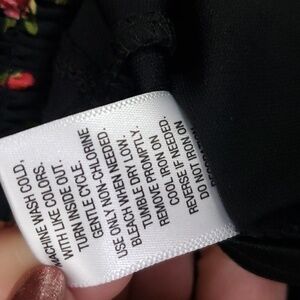 MACHINE WASH COLD,
WITH LIKE COLORS.
TURN INSIDE OUT.
GENTLE CYCLE.
USE ONLY NON CHLORINE
BLEACH WHEN NEEDED.
TUMBLE DRY LOW.
REMOVE PROMPTLY.
COOL IRON ON
REVERSE IF NEEDED.
DO NOT IRON ON